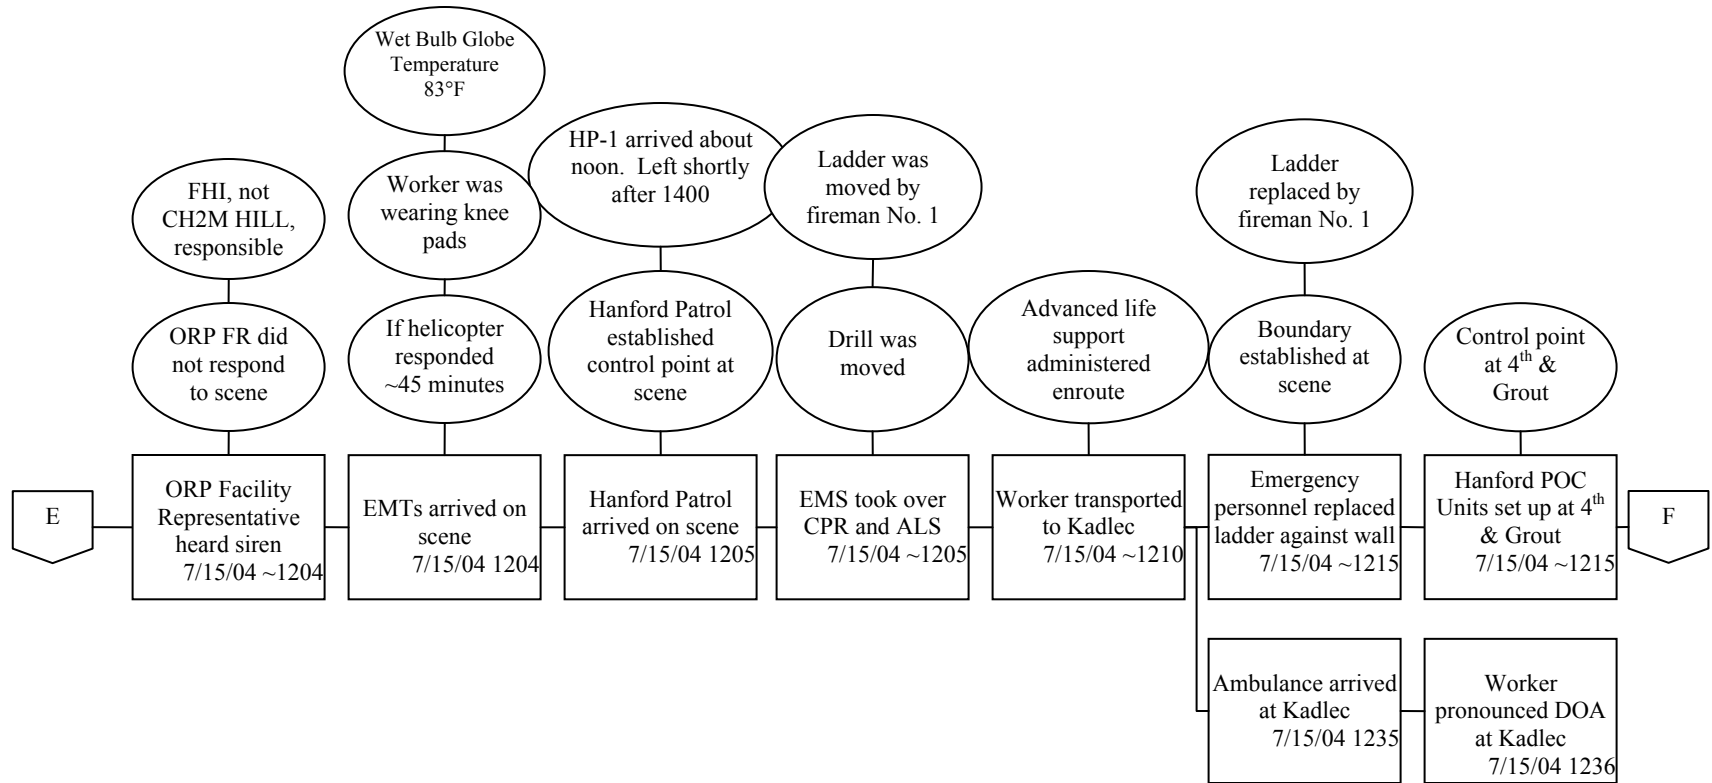 Wet Bulb Globe
Temperature
83°F
FHI, not
CH2M HILL,
responsible
Worker was
wearing knee
pads
HP-1 arrived about
noon.  Left shortly
after 1400
Ladder was
moved by
fireman No. 1
Ladder
replaced by
fireman No. 1
ORP FR did
not respond
to scene
If helicopter
responded
~45 minutes
Hanford Patrol
established
control point at
scene
Drill was
moved
Advanced life
support
administered
enroute
Boundary
established at
scene
Control point
at 4th &
Grout
E
ORP Facility
Representative
heard siren
7/15/04 ~1204
EMTs arrived on
scene
7/15/04 1204
Hanford Patrol
arrived on scene
7/15/04 1205
EMS took over
CPR and ALS
7/15/04 ~1205
Worker transported
to Kadlec
7/15/04 ~1210
Emergency
personnel replaced
ladder against wall
7/15/04 ~1215
Hanford POC
Units set up at 4th
& Grout
7/15/04 ~1215
F
Ambulance arrived
at Kadlec
7/15/04 1235
Worker
pronounced DOA
at Kadlec
7/15/04 1236